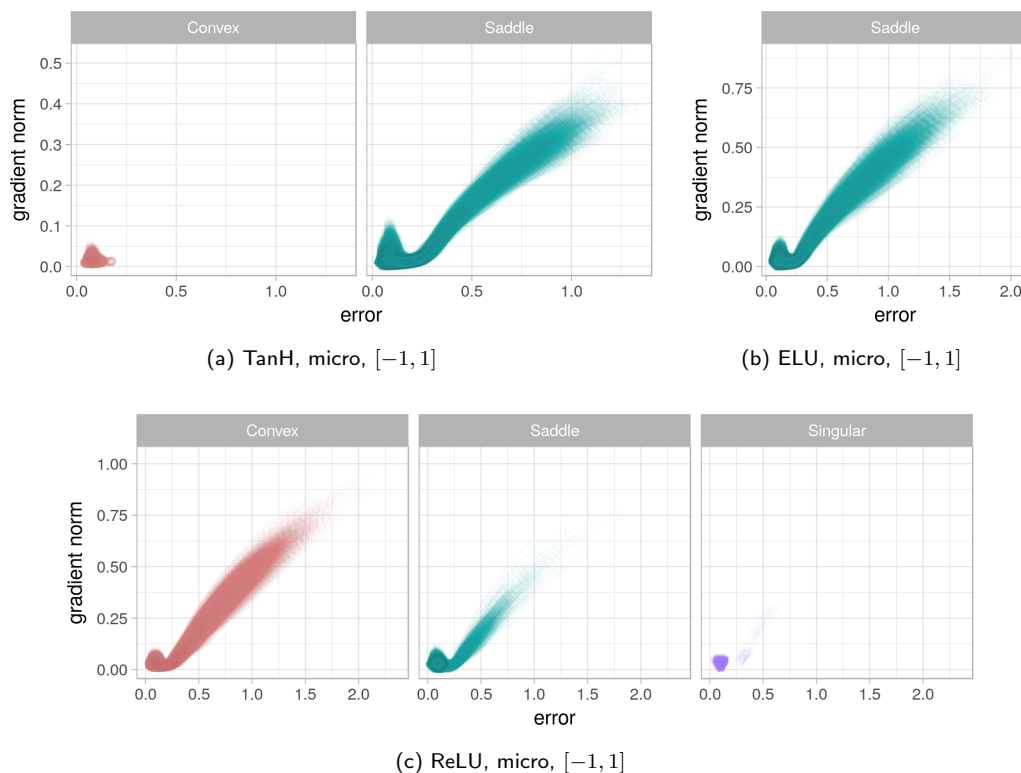 Convex Saddle
0.5
0.4
0.3
0.2
0.1
0.0
gradient norm
0.0 0.5 1.0 0.0 0.5 1.0
error
(a) TanH, micro, [−1, 1]
Saddle
0.75
0.50
0.25
0.00
gradient norm
0.0 0.5 1.0 1.5 2.0
error
(b) ELU, micro, [−1, 1]
Convex Saddle Singular
1.00
0.75
0.50
0.25
0.00
gradient norm
0.0 0.5 1.0 1.5 2.0 0.0 0.5 1.0 1.5 2.0 0.0 0.5 1.0 1.5 2.0
error
(c) ReLU, micro, [−1, 1]